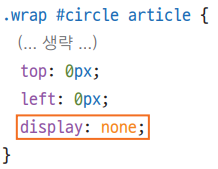 .wrap #circle article {
(... 생략 ...)
top: 0px;
left: 0px;
display: none;
}